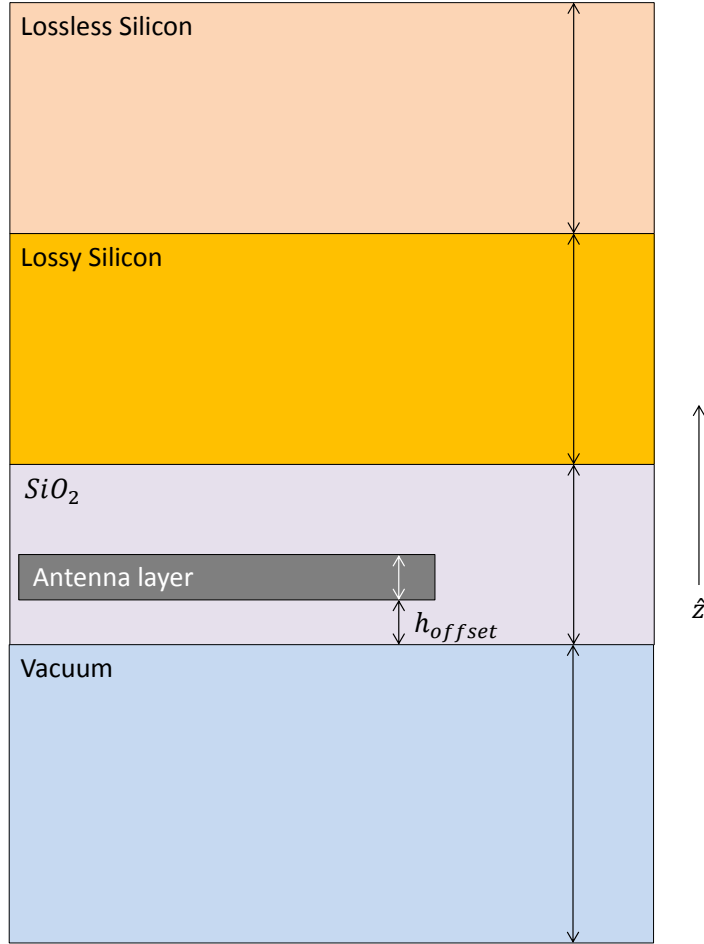 Lossless Silicon
Lossy Silicon
SiO₂
Antenna layer
h_offset
ẑ
Vacuum